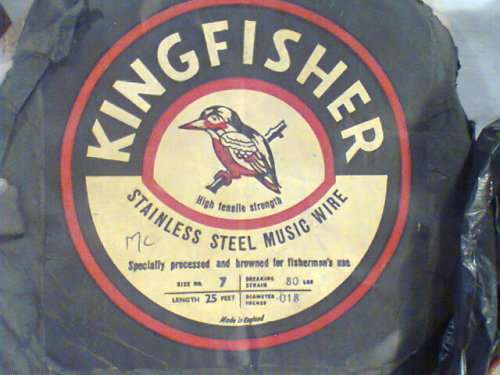 KINGFISHER
High tensile strength
STAINLESS STEEL MUSIC WIRE
MC
Specially processed and browned for fishermen's use
SIZE NO. 7 BREAKING STRAIN 80 LBS
LENGTH 25 FEET DIAMETER INCHES .018
Made in England